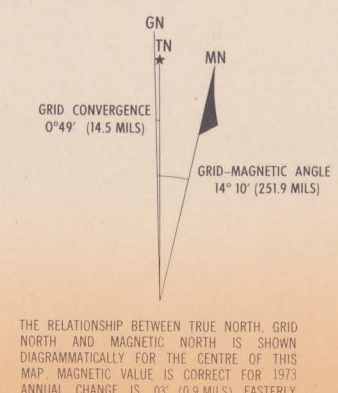 GN
TN
MN
GRID CONVERGENCE
0°49′ (14.5 MILS)
GRID–MAGNETIC ANGLE
14° 10′ (251.9 MILS)
THE RELATIONSHIP BETWEEN TRUE NORTH, GRID
NORTH AND MAGNETIC NORTH IS SHOWN
DIAGRAMMATICALLY FOR THE CENTRE OF THIS
MAP. MAGNETIC VALUE IS CORRECT FOR 1973
ANNUAL CHANGE IS .03′ (0.9 MILS) EASTERLY